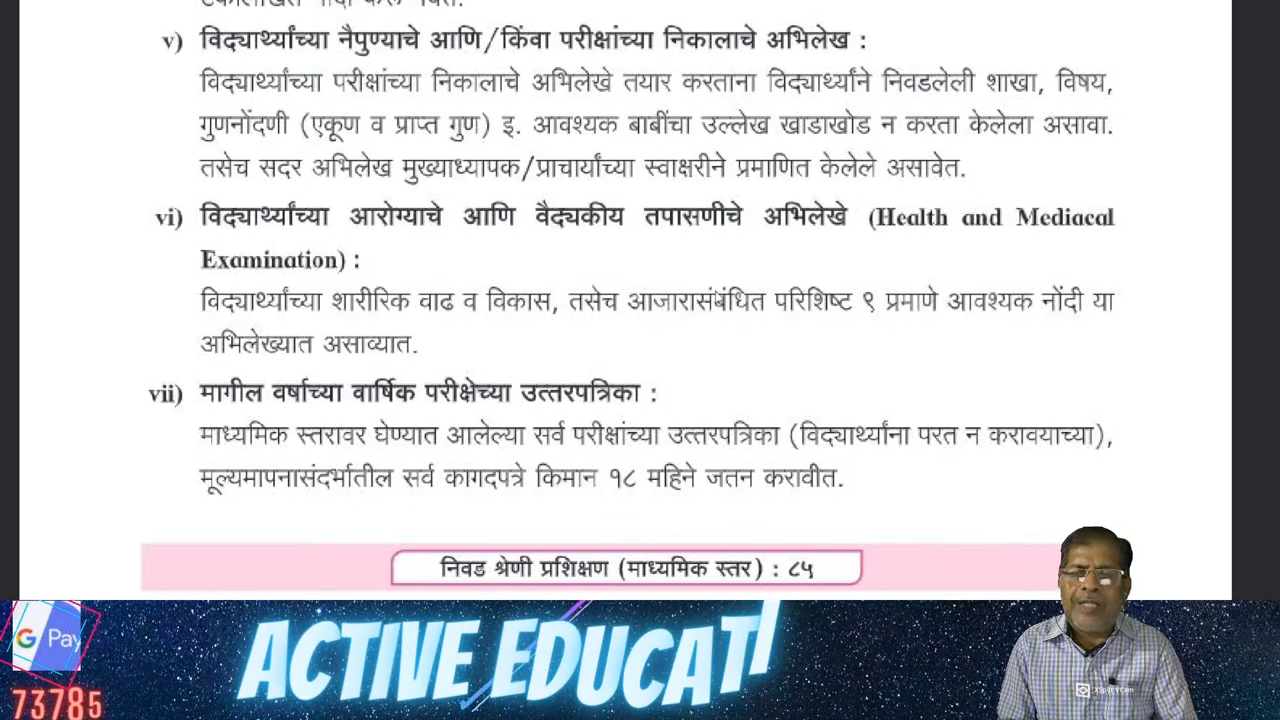 v) विद्यार्थ्यांच्या नैपुण्याचे आणि/किंवा परीक्षांच्या निकालाचे अभिलेख :
विद्यार्थ्यांच्या परीक्षांच्या निकालाचे अभिलेखे तयार करताना विद्यार्थ्याने निवडलेली शाखा, विषय,
गुणनोंदणी (एकूण व प्राप्त गुण) इ. आवश्यक बाबींचा उल्लेख खाडाखोड न करता केलेला असावा.
तसेच सदर अभिलेख मुख्याध्यापक/प्राचार्यांच्या स्वाक्षरीने प्रमाणित केलेले असावेत.
vi) विद्यार्थ्यांच्या आरोग्याचे आणि वैद्यकीय तपासणीचे अभिलेखे (Health and Mediacal
Examination) :
विद्यार्थ्यांच्या शारीरिक वाढ व विकास, तसेच आजारासंबंधित परिशिष्ट ९ प्रमाणे आवश्यक नोंदी या
अभिलेख्यात असाव्यात.
vii) मागील वर्षाच्या वार्षिक परीक्षेच्या उत्तरपत्रिका :
माध्यमिक स्तरावर घेण्यात आलेल्या सर्व परीक्षांच्या उत्तरपत्रिका (विद्यार्थ्यांना परत न करावयाच्या),
मूल्यमापनासंदर्भातील सर्व कागदपत्रे किमान १८ महिने जतन करावीत.
निवड श्रेणी प्रशिक्षण (माध्यमिक स्तर) : ८५
G Pay
ACTIVE EDUCATI
73785
XSplit VCam